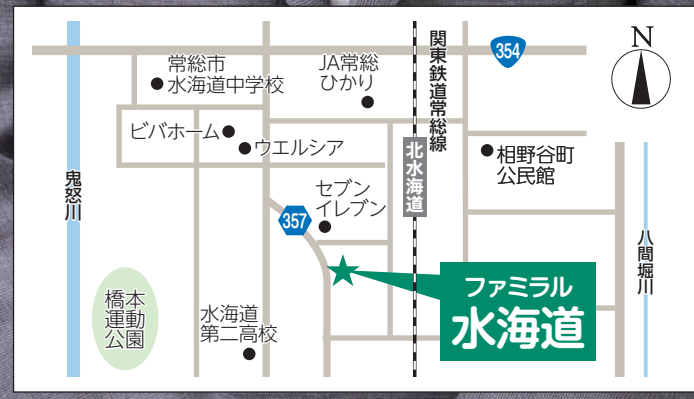 常総市
水海道中学校
JA常総
ひかり
関東鉄道常総線
354
N
ビバホーム
ウエルシア
北水海道
相野谷町
公民館
鬼怒川
セブン
イレブン
357
八間堀川
ファミラル
水海道
橋本
運動
公園
水海道
第二高校